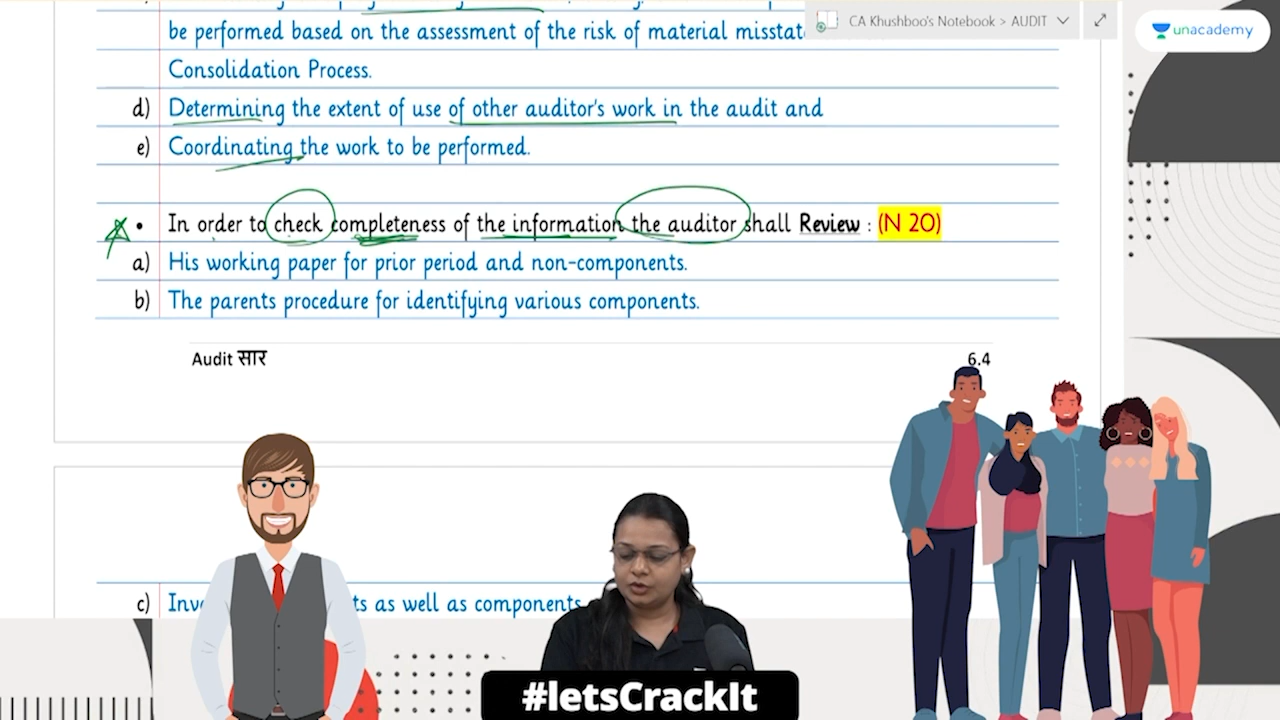 CA Khushboo's Notebook > AUDIT
unacademy
be performed based on the assessment of the risk of material
Consolidation Process.
d) Determining the extent of use of other auditor's work in the audit and
e) Coordinating the work to be performed.
• In order to check completeness of the information the auditor shall Review : (N 20)
a) His working paper for prior period and non-components.
b) The parents procedure for identifying various components.
Audit सार 6.4
c) as well as components
#letsCrackIt